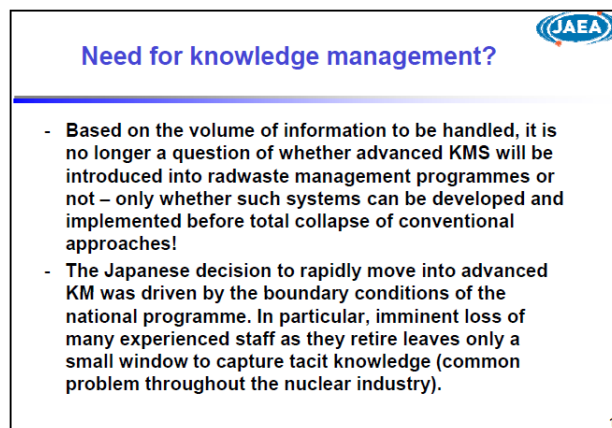 JAEA
Need for knowledge management?
- Based on the volume of information to be handled, it is
no longer a question of whether advanced KMS will be
introduced into radwaste management programmes or
not – only whether such systems can be developed and
implemented before total collapse of conventional
approaches!
- The Japanese decision to rapidly move into advanced
KM was driven by the boundary conditions of the
national programme. In particular, imminent loss of
many experienced staff as they retire leaves only a
small window to capture tacit knowledge (common
problem throughout the nuclear industry).